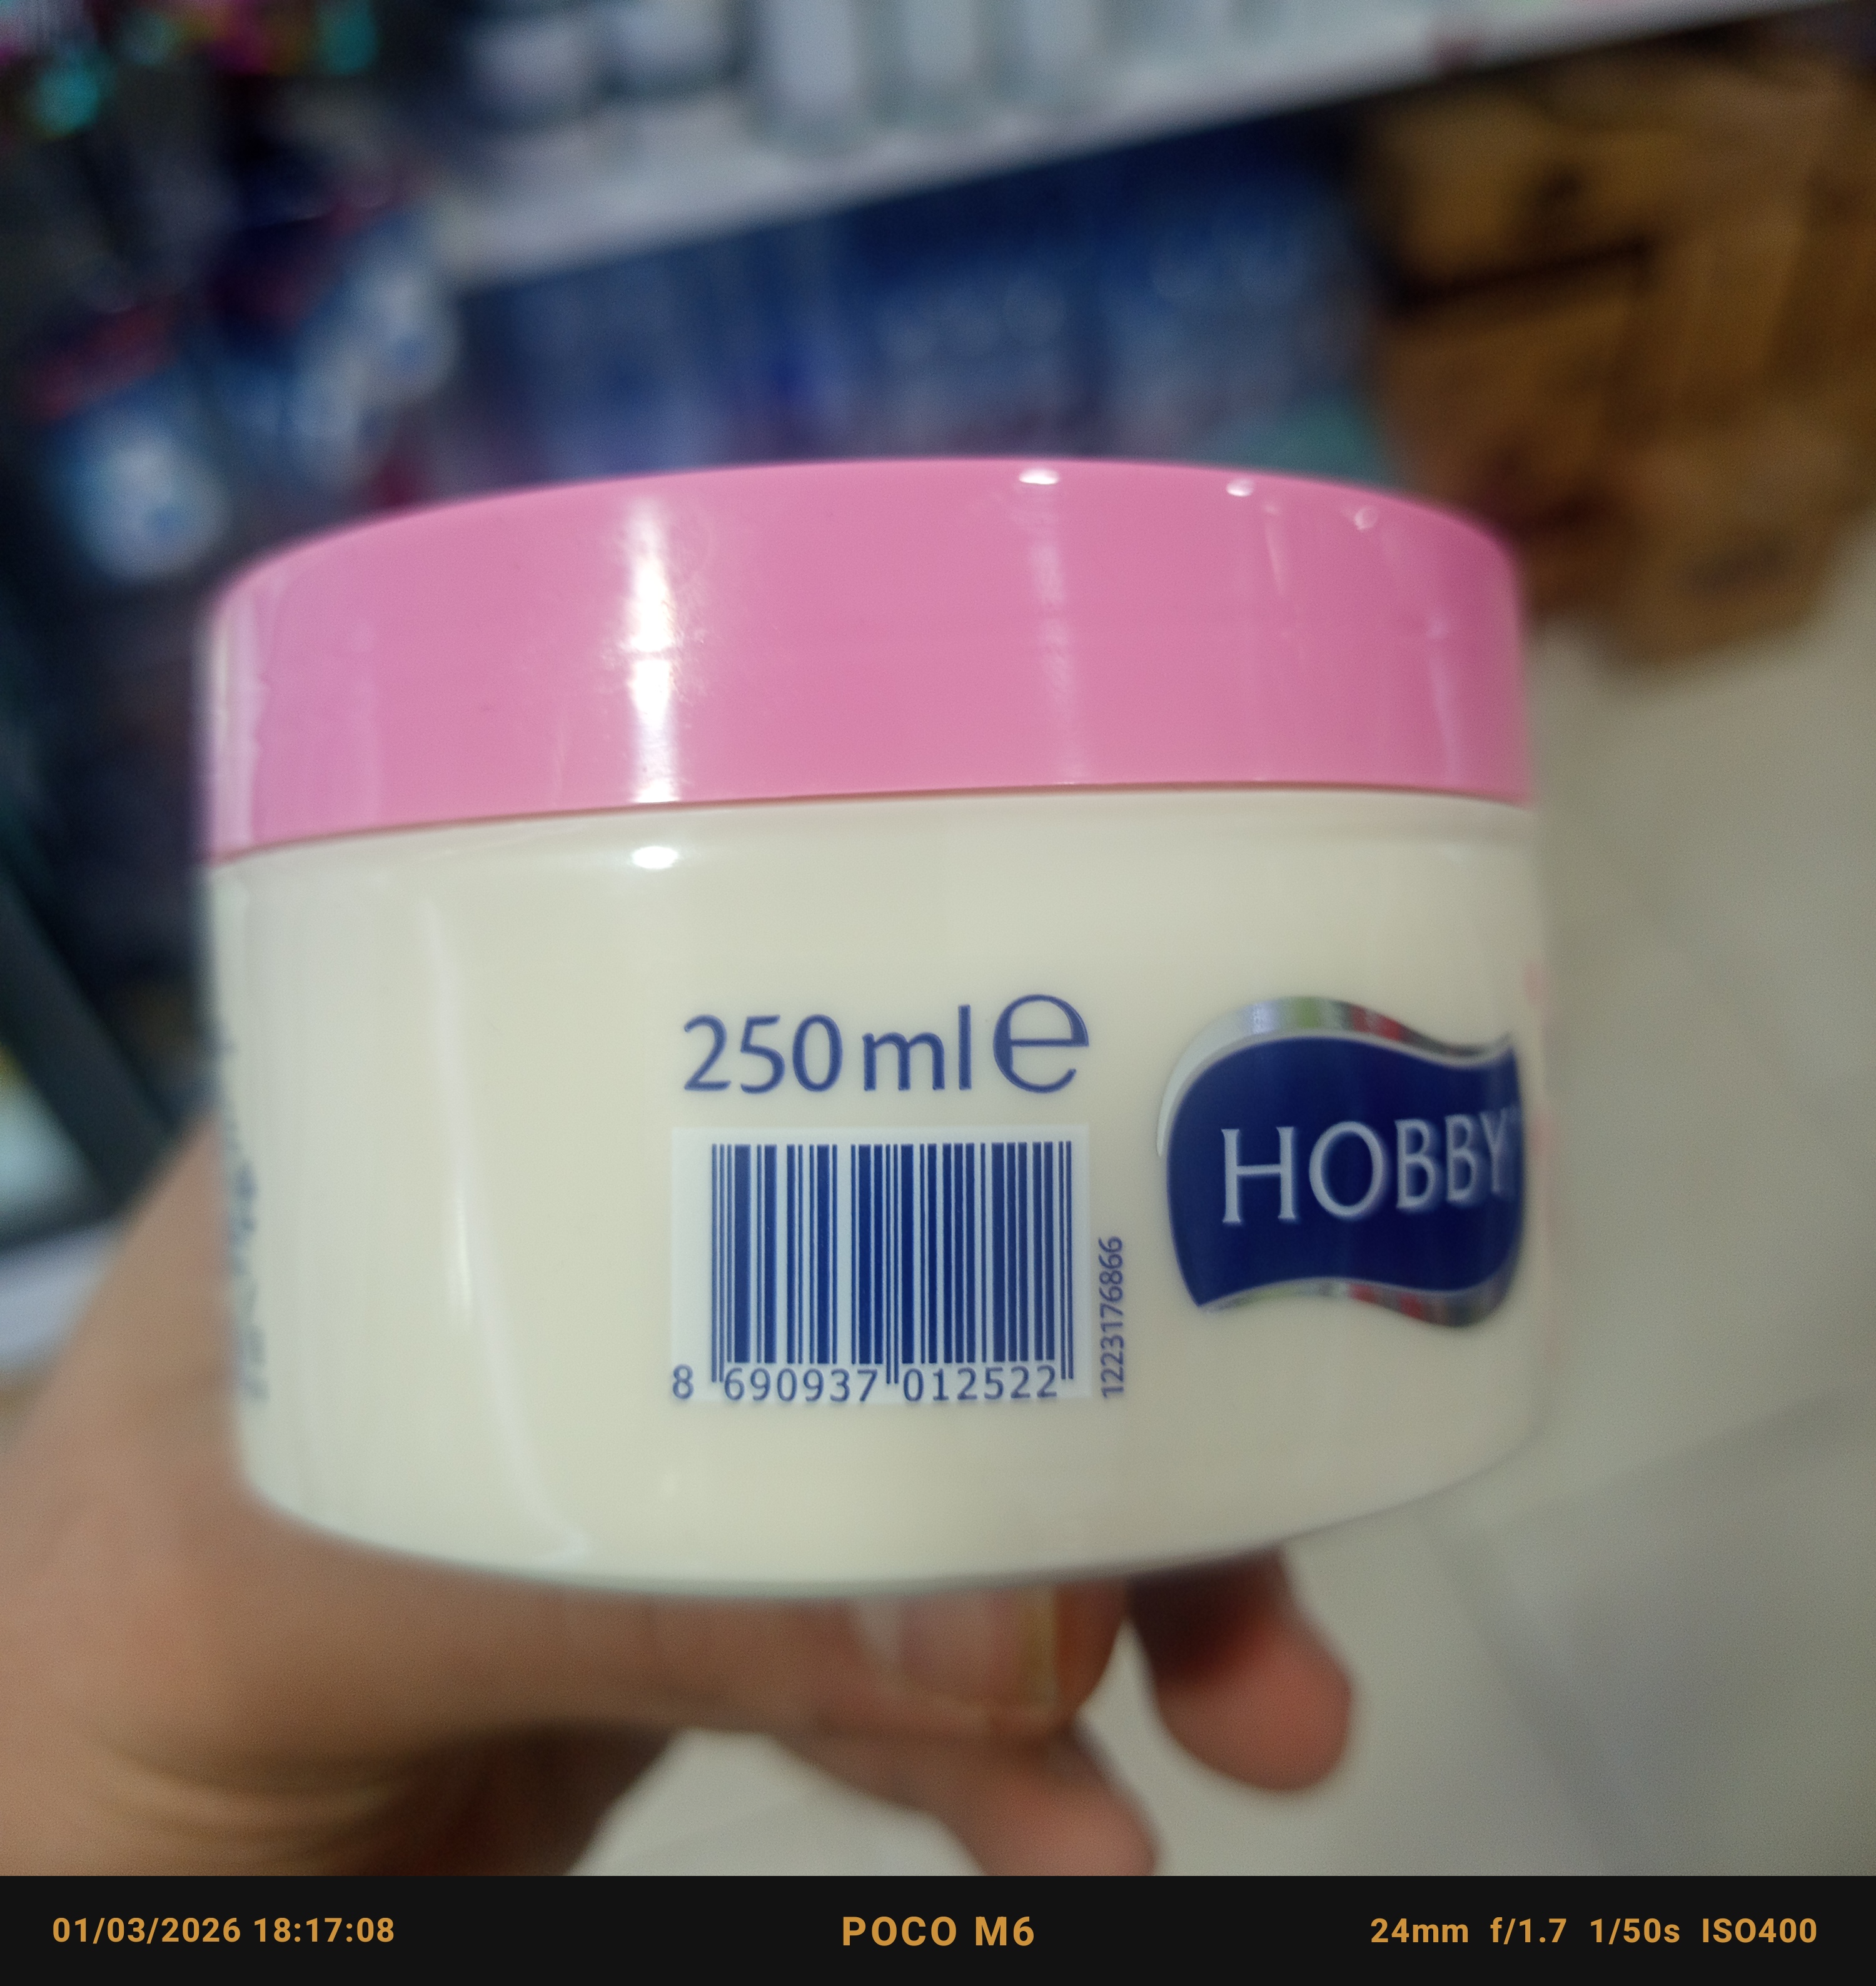 250 ml e
HOBBY
8 690937 012522
1223176866
01/03/2026 18:17:08
POCO M6
24mm f/1.7 1/50s ISO400